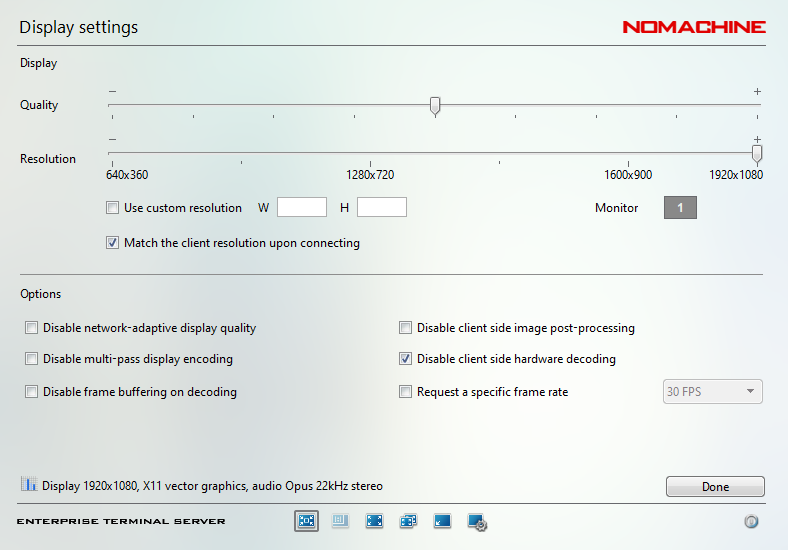 Display settings
NOMACHINE
Display
Quality
Resolution
640x360 1280x720 1600x900 1920x1080
Use custom resolution W H Monitor 1
Match the client resolution upon connecting
Options
Disable network-adaptive display quality Disable client side image post-processing
Disable multi-pass display encoding Disable client side hardware decoding
Disable frame buffering on decoding Request a specific frame rate 30 FPS
Display 1920x1080, X11 vector graphics, audio Opus 22kHz stereo Done
ENTERPRISE TERMINAL SERVER